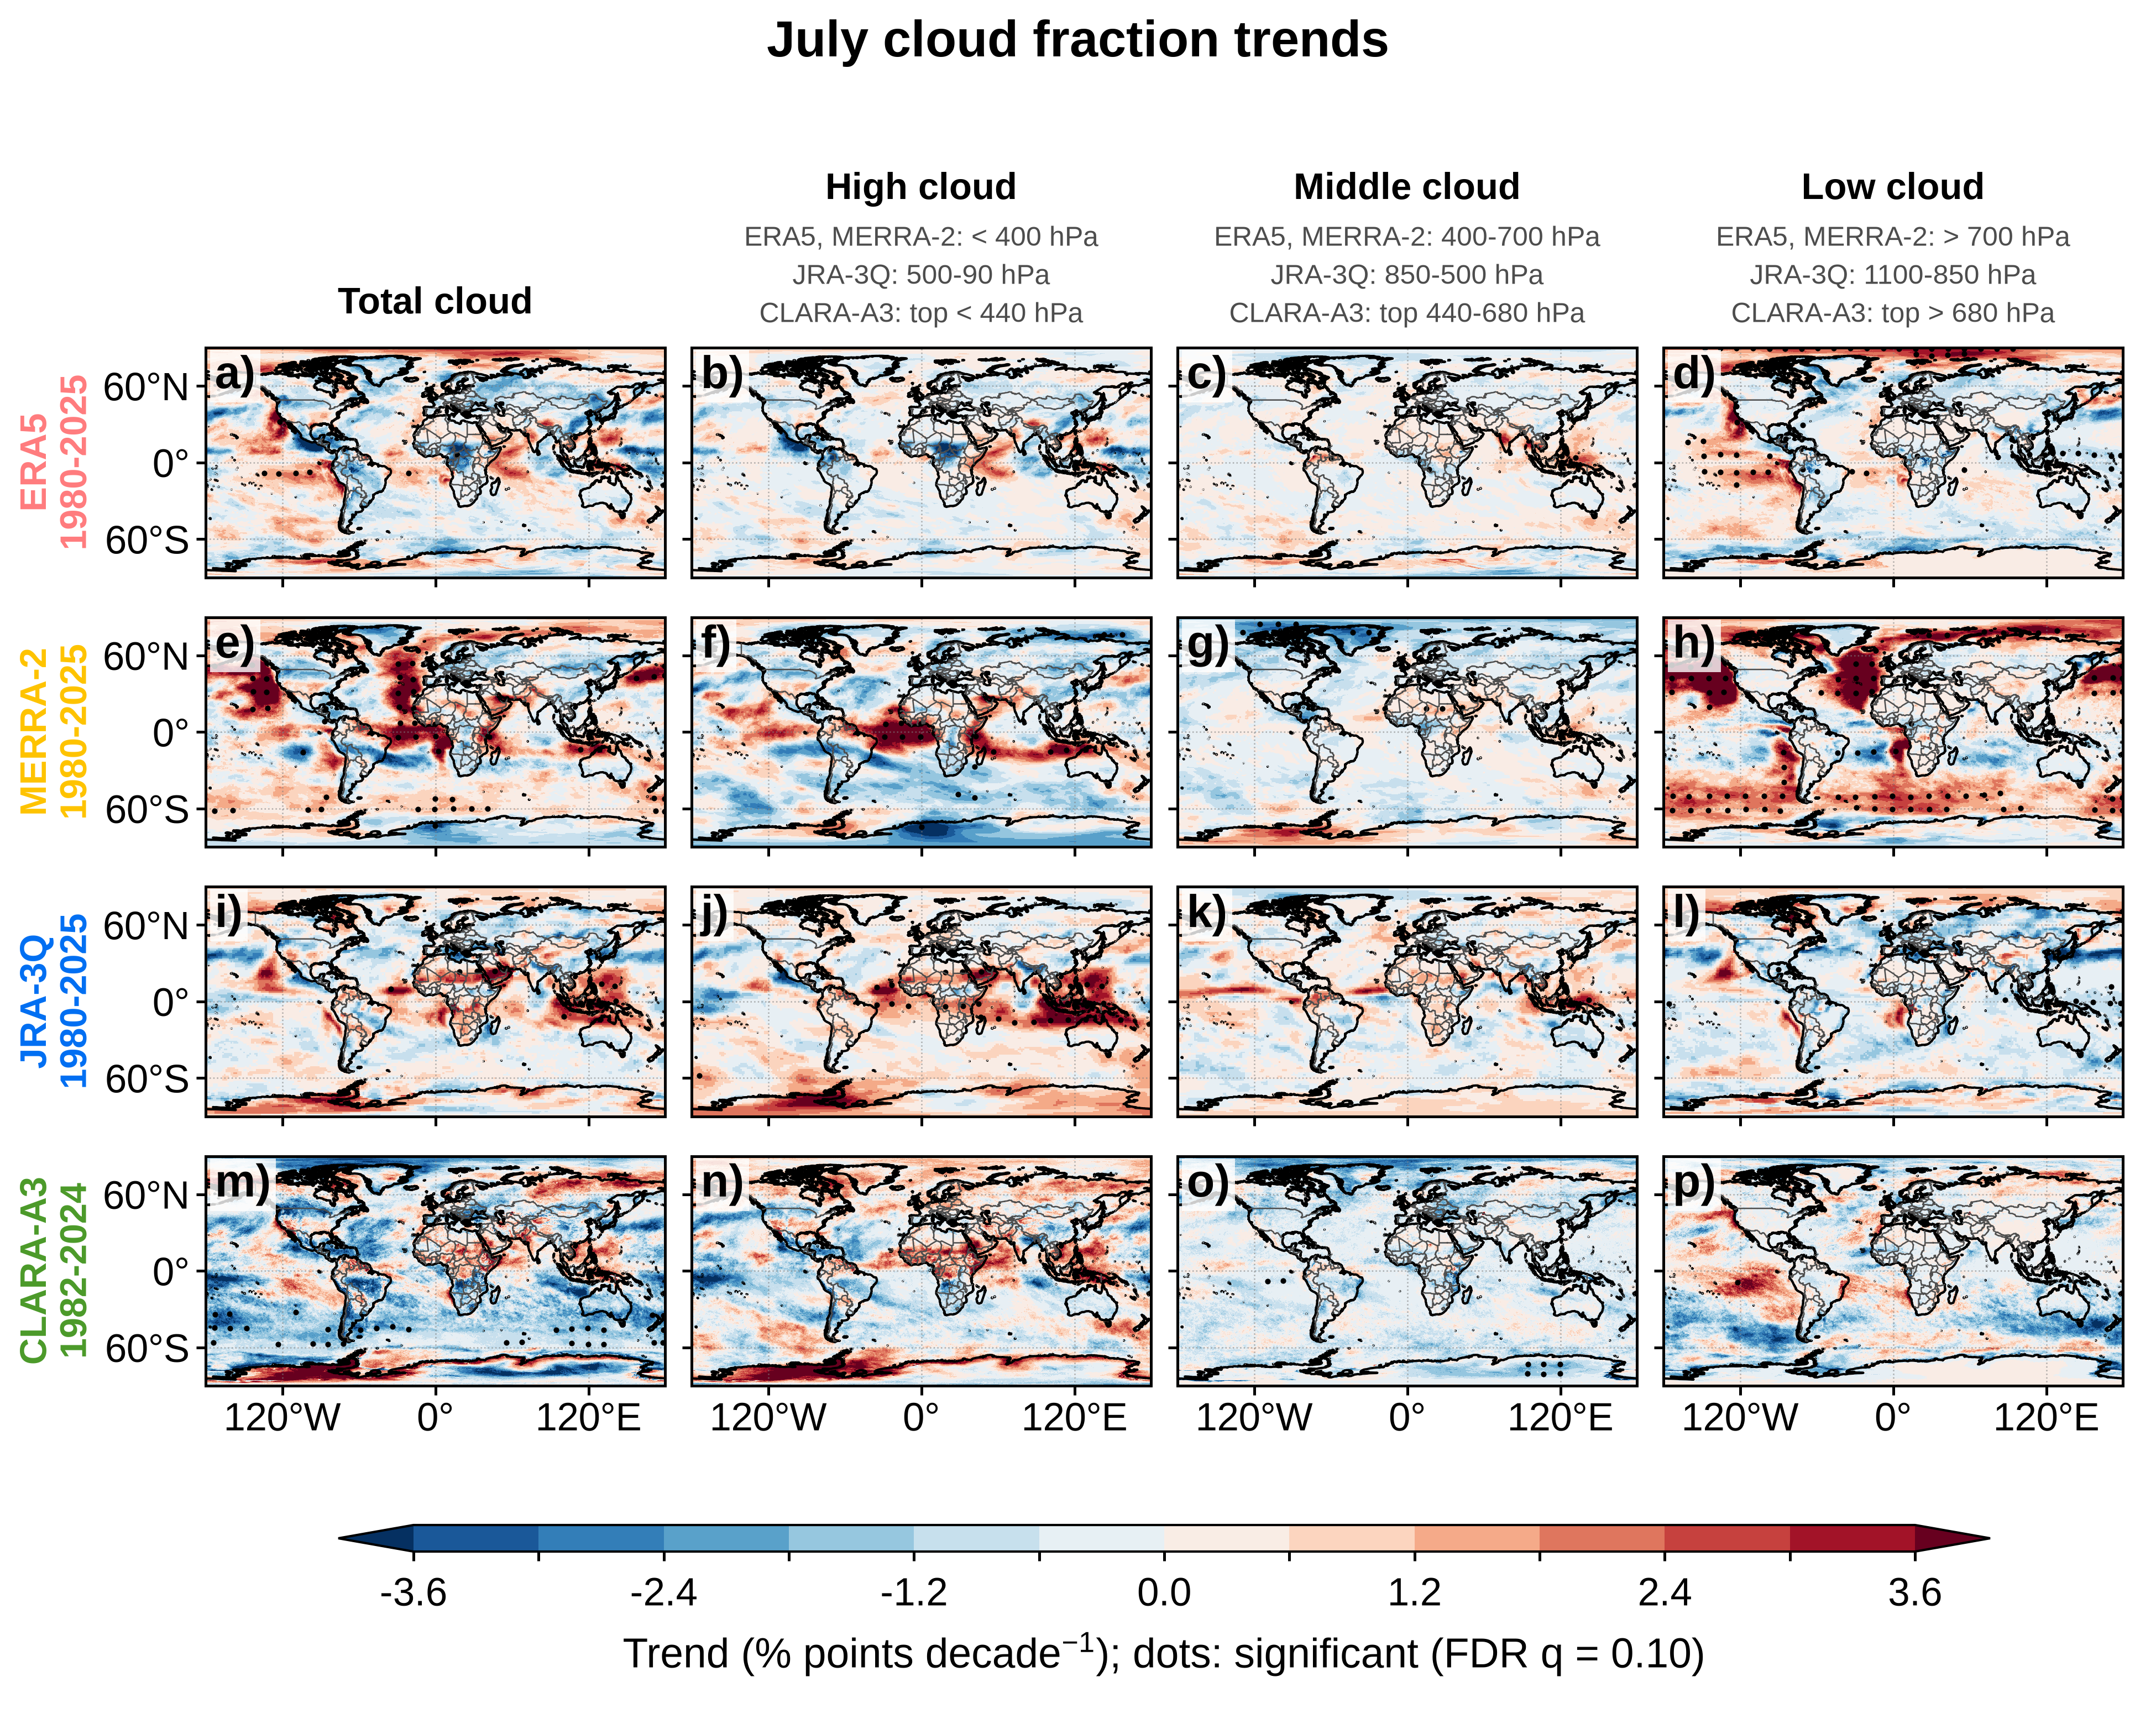 July cloud fraction trends
High cloud
Middle cloud
Low cloud
ERA5, MERRA-2: < 400 hPa
ERA5, MERRA-2: 400-700 hPa
ERA5, MERRA-2: > 700 hPa
JRA-3Q: 500-90 hPa
JRA-3Q: 850-500 hPa
JRA-3Q: 1100-850 hPa
Total cloud
CLARA-A3: top < 440 hPa
CLARA-A3: top 440-680 hPa
CLARA-A3: top > 680 hPa
ERA5
1980-2025
60°N
0°
60°S
a)
b)
c)
d)
MERRA-2
1980-2025
60°N
0°
60°S
e)
f)
g)
h)
JRA-3Q
1980-2025
60°N
0°
60°S
i)
j)
k)
l)
CLARA-A3
1982-2024
60°N
0°
60°S
m)
n)
o)
p)
120°W 0° 120°E
120°W 0° 120°E
120°W 0° 120°E
120°W 0° 120°E
-3.6 -2.4 -1.2 0.0 1.2 2.4 3.6
Trend (% points decade⁻¹); dots: significant (FDR q = 0.10)